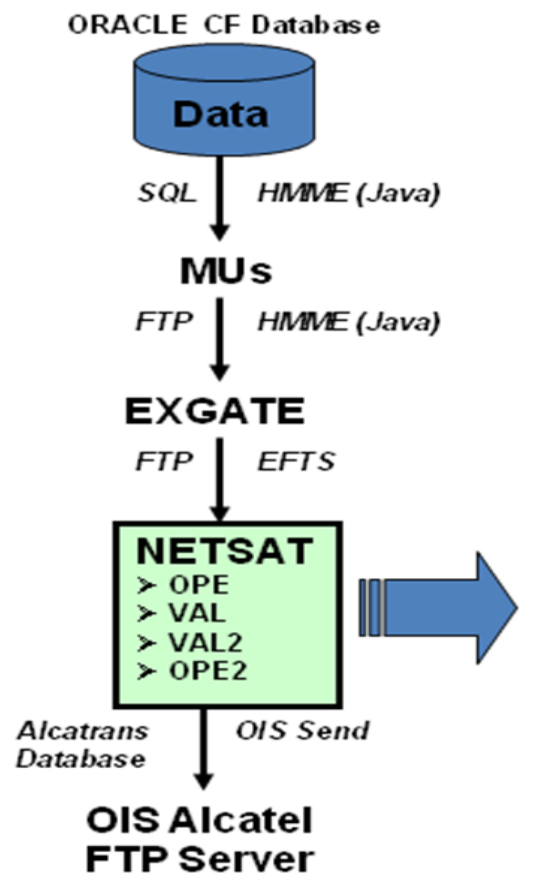 ORACLE CF Database
Data
SQL HMME (Java)
MUs
FTP HMME (Java)
EXGATE
FTP EFTS
NETSAT
➢ OPE
➢ VAL
➢ VAL2
➢ OPE2
Alcatrans OIS Send
Database
OIS Alcatel
FTP Server